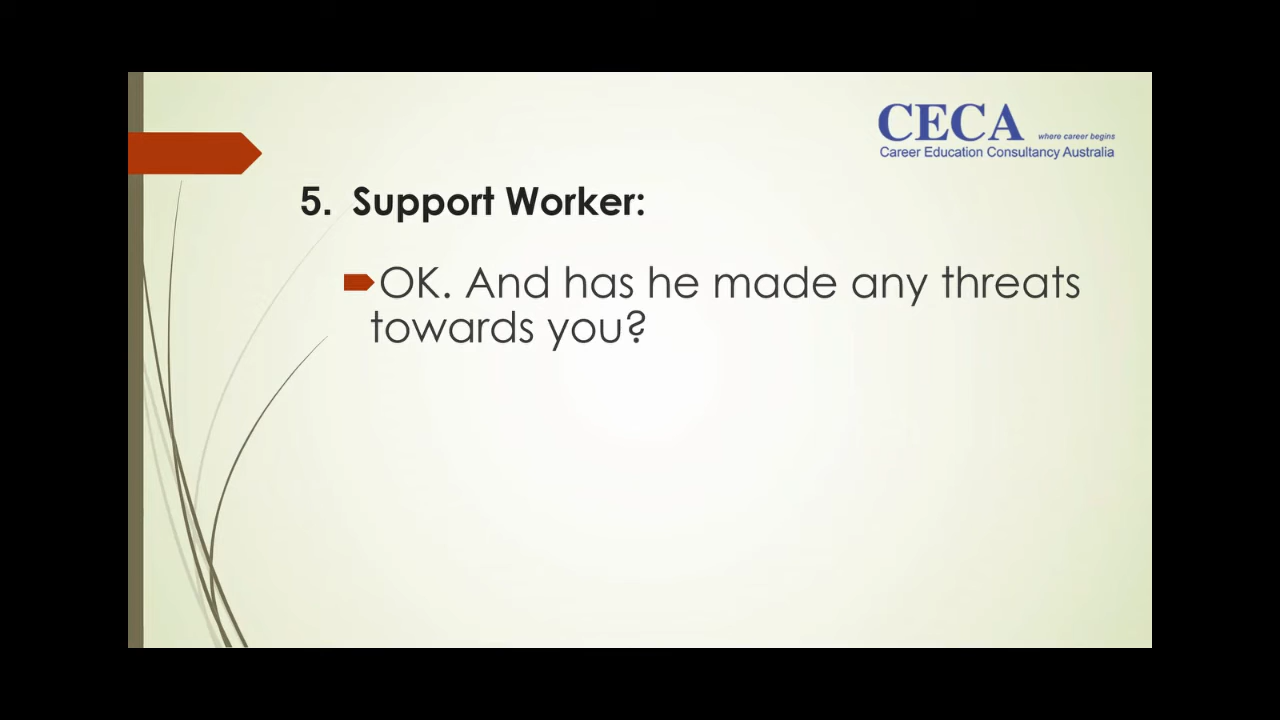 CECA where career begins
Career Education Consultancy Australia
5. Support Worker:
OK. And has he made any threats
towards you?